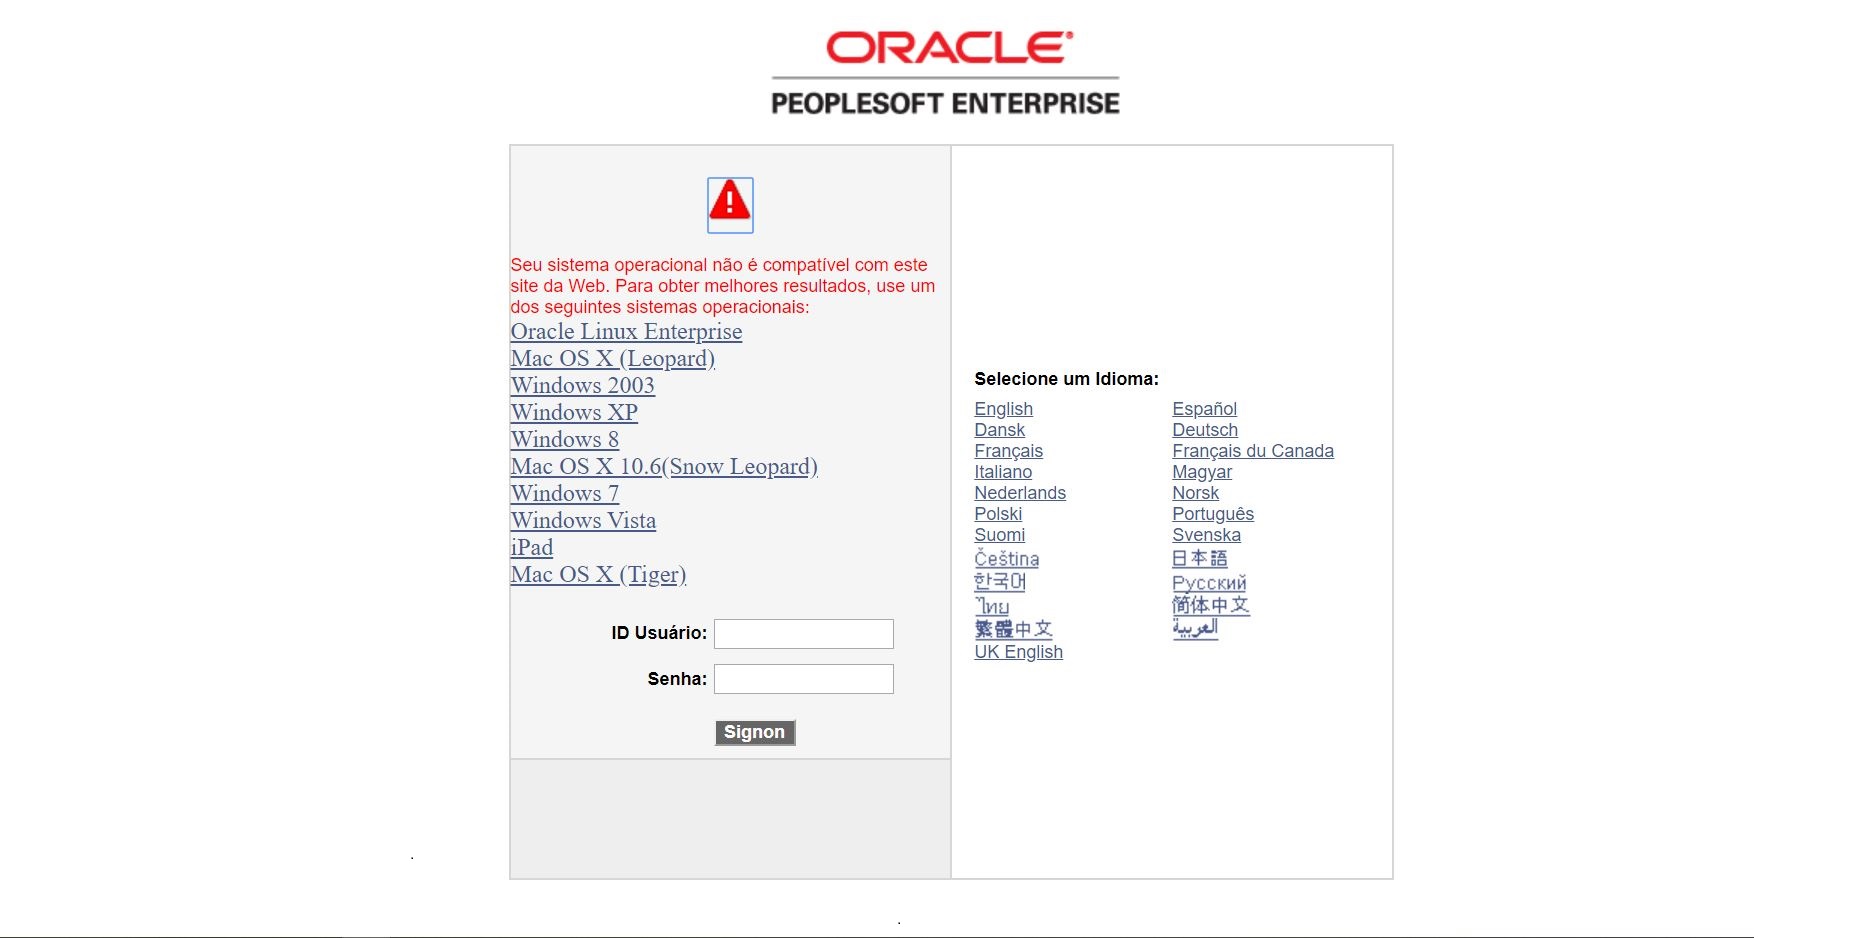 ORACLE®
PEOPLESOFT ENTERPRISE
Seu sistema operacional não é compatível com este
site da Web. Para obter melhores resultados, use um
dos seguintes sistemas operacionais:
Oracle Linux Enterprise
Mac OS X (Leopard)
Windows 2003
Windows XP
Windows 8
Mac OS X 10.6(Snow Leopard)
Windows 7
Windows Vista
iPad
Mac OS X (Tiger)
ID Usuário:
Senha:
Signon
Selecione um Idioma:
English Español
Dansk Deutsch
Français Français du Canada
Italiano Magyar
Nederlands Norsk
Polski Português
Suomi Svenska
Čeština 日本語
한국어 Русский
ไทย 简体中文
繁體中文 العربية
UK English